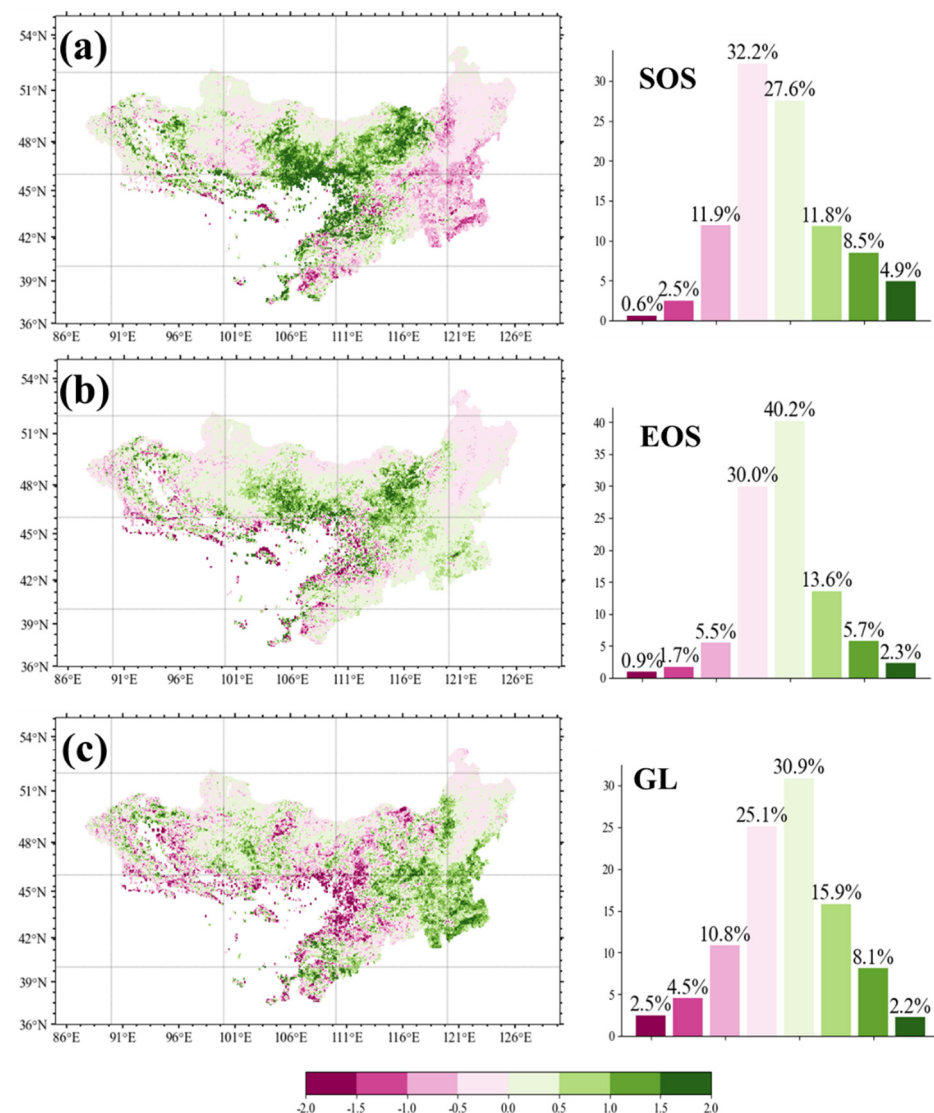 (a)
54°N
51°N
48°N
45°N
42°N
39°N
36°N
86°E 91°E 96°E 101°E 106°E 111°E 116°E 121°E 126°E
SOS
30
25
20
15
10
5
0
0.6% 2.5% 11.9% 32.2% 27.6% 11.8% 8.5% 4.9%
(b)
54°N
51°N
48°N
45°N
42°N
39°N
36°N
86°E 91°E 96°E 101°E 106°E 111°E 116°E 121°E 126°E
EOS
40
35
30
25
20
15
10
5
0
0.9% 1.7% 5.5% 30.0% 40.2% 13.6% 5.7% 2.3%
(c)
54°N
51°N
48°N
45°N
42°N
39°N
36°N
86°E 91°E 96°E 101°E 106°E 111°E 116°E 121°E 126°E
GL
30
25
20
15
10
5
0
2.5% 4.5% 10.8% 25.1% 30.9% 15.9% 8.1% 2.2%
-2.0 -1.5 -1.0 -0.5 0.0 0.5 1.0 1.5 2.0